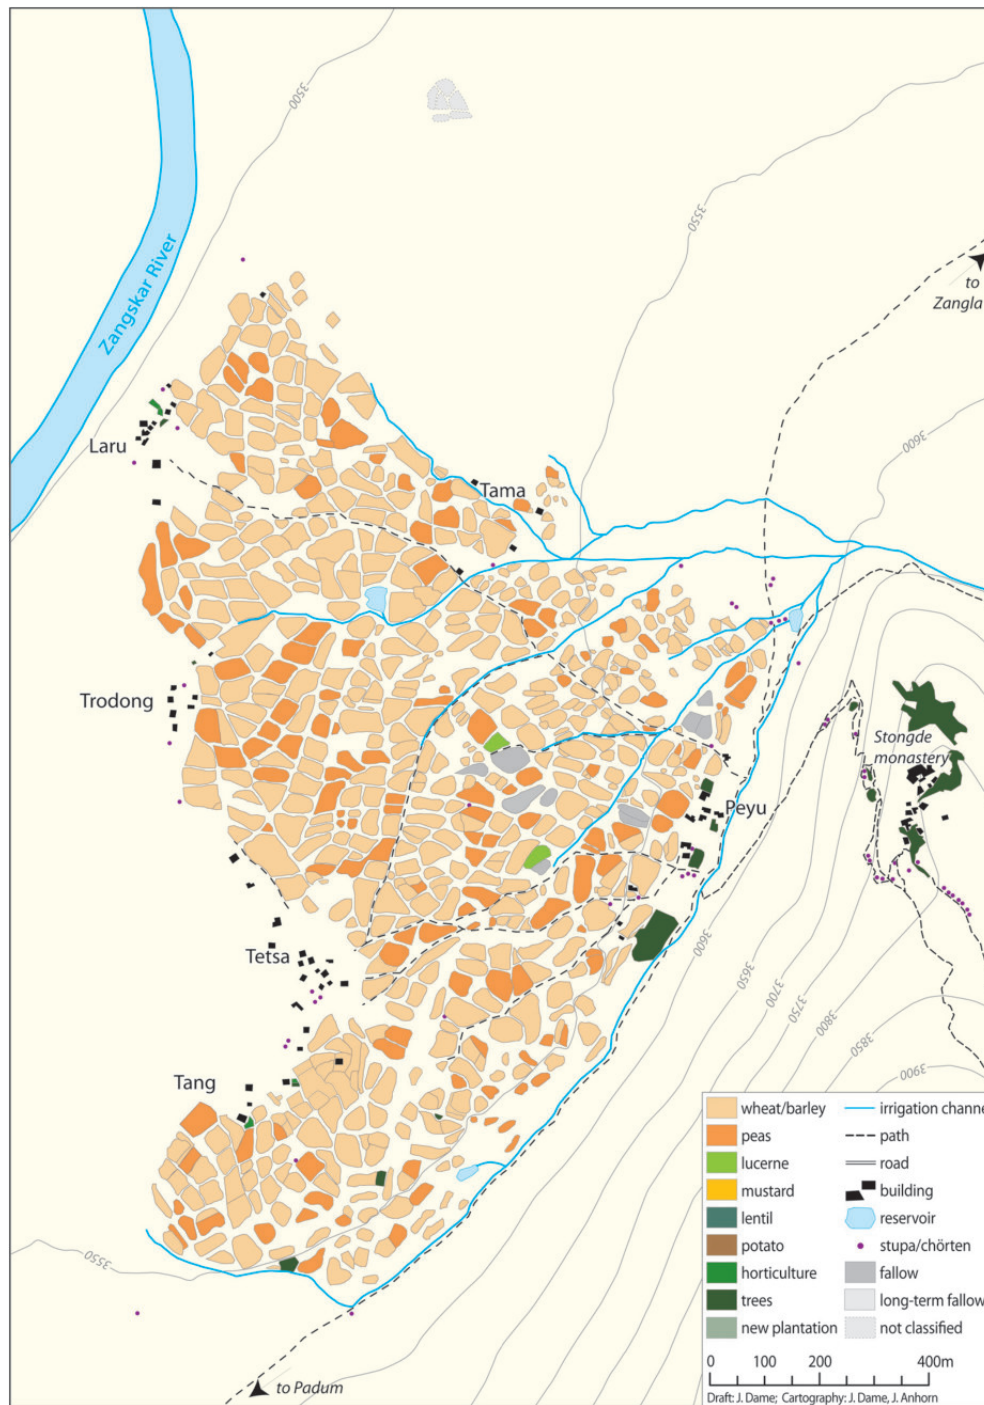 3500
3550
Zangskar River
to
Zangla
3600
Laru
Tama
Trodong
Stongde
monastery
Peyu
Tetsa
3600
3650
3700
3750
3800
3850
3900
Tang
3550
to Padum
wheat/barley
peas
lucerne
mustard
lentil
potato
horticulture
trees
new plantation
irrigation channe
path
road
building
reservoir
stupa/chörten
fallow
long-term fallow
not classified
0 100 200 400m
Draft: J. Dame; Cartography: J. Dame, J. Anhorn